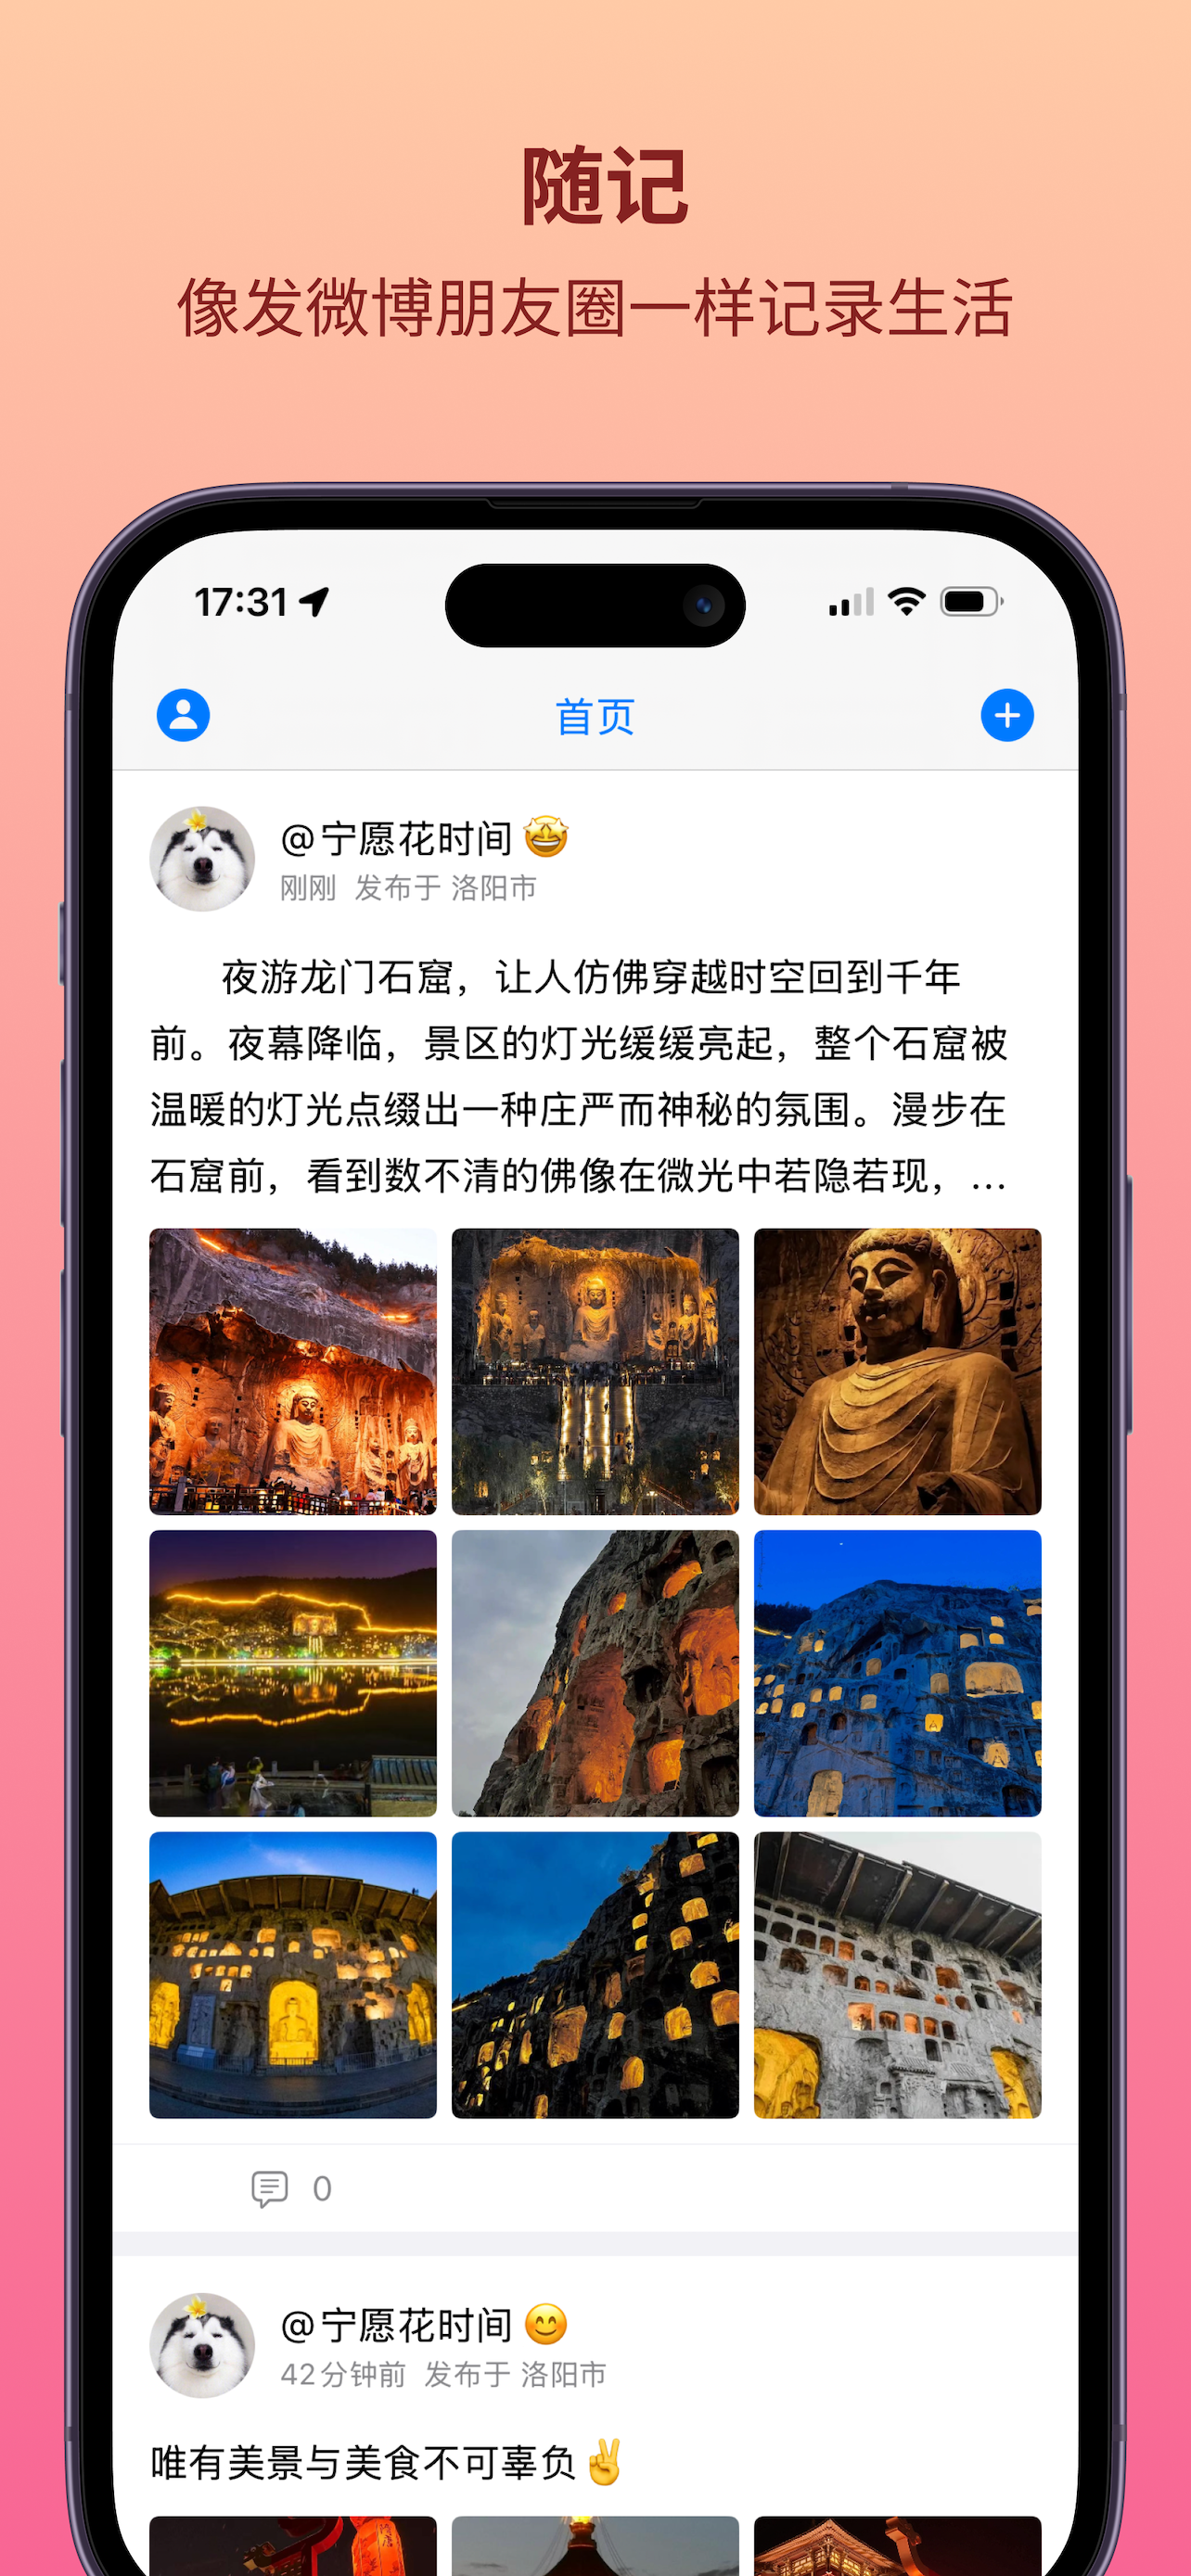 随记
像发微博朋友圈一样记录生活
17:31
首页
@宁愿花时间 🤩
刚刚 发布于 洛阳市
夜游龙门石窟，让人仿佛穿越时空回到千年
前。夜幕降临，景区的灯光缓缓亮起，整个石窟被
温暖的灯光点缀出一种庄严而神秘的氛围。漫步在
石窟前，看到数不清的佛像在微光中若隐若现，...
0
@宁愿花时间 😊
42分钟前 发布于 洛阳市
唯有美景与美食不可辜负✌️